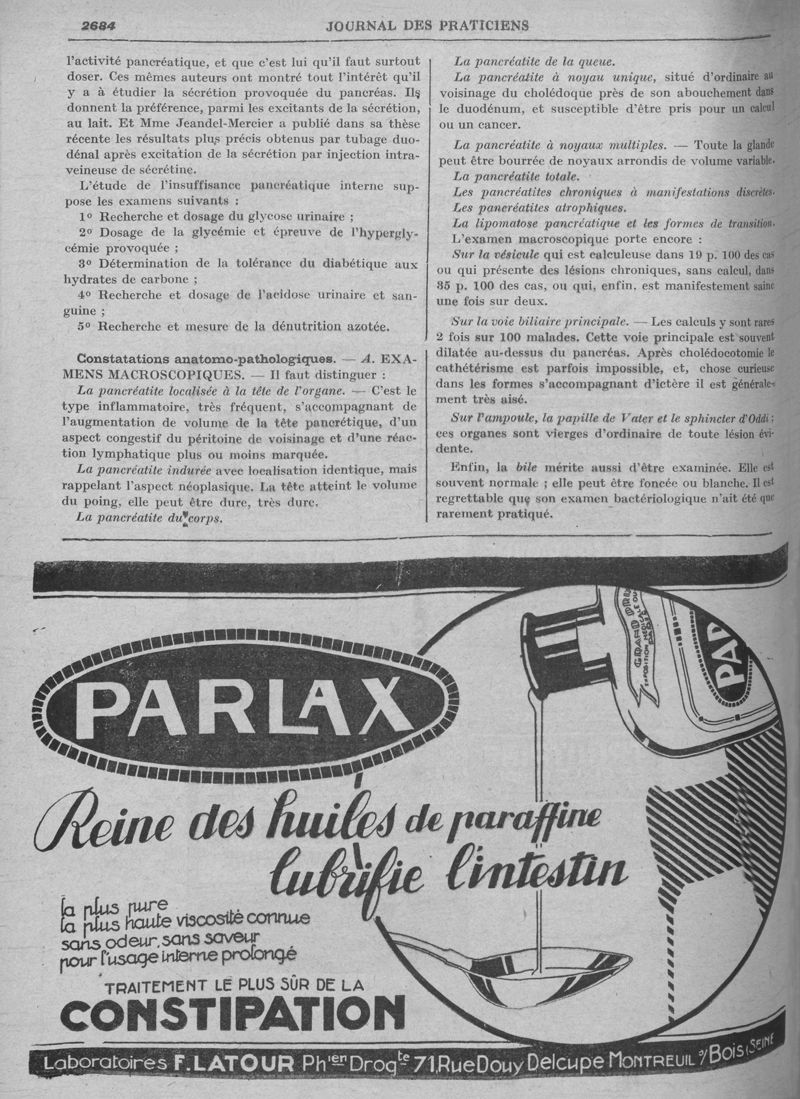 2684
JOURNAL DES PRATICIENS
l'activité pancréatique, et que c'est lui qu'il faut surtout
doser. Ces mêmes auteurs ont montré tout l'intérêt qu'il
y a à étudier la sécrétion provoquée du pancréas. Ils
donnent la préférence, parmi les excitants de la sécrétion,
au lait. Et Mme Jeandel-Mercier a publié dans sa thèse
récente les résultats plus précis obtenus par tubage duo-
dénal après excitation de la sécrétion par injection intra-
veineuse de sécrétine.
L'étude de l'insuffisance pancréatique interne sup-
pose les examens suivants :
1º Recherche et dosage du glycose urinaire ;
2º Dosage de la glycémie et épreuve de l'hypergly-
cémie provoquée ;
3º Détermination de la tolérance du diabétique aux
hydrates de carbone ;
4º Recherche et dosage de l'acidose urinaire et san-
guine ;
5º Recherche et mesure de la dénutrition azotée.
Constatations anatomo-pathologiques. — A. EXA-
MENS MACROSCOPIQUES. — Il faut distinguer :
La pancréatite localisée à la tête de l'organe. — C'est le
type inflammatoire, très fréquent, s'accompagnant de
l'augmentation de volume de la tête pancrétique, d'un
aspect congestif du péritoine de voisinage et d'une réac-
tion lymphatique plus ou moins marquée.
La pancréatite indurée avec localisation identique, mais
rappelant l'aspect néoplasique. La tête atteint le volume
du poing, elle peut être dure, très dure.
La pancréatite du corps.
La pancréatite de la queue.
La pancréatite à noyau unique, situé d'ordinaire au
voisinage du cholédoque près de son abouchement dans
le duodénum, et susceptible d'être pris pour un calcul
ou un cancer.
La pancréatite à noyaux multiples. — Toute la glande
peut être bourrée de noyaux arrondis de volume variable.
La pancréatite totale.
Les pancréatites chroniques à manifestations discrètes.
Les pancréatites atrophiques.
La lipomatose pancréatique et les formes de transition.
L'examen macroscopique porte encore :
Sur la vésicule qui est calculeuse dans 19 p. 100 des cas
ou qui présente des lésions chroniques, sans calcul, dans
35 p. 100 des cas, ou qui, enfin, est manifestement saine
une fois sur deux.
Sur la voie biliaire principale. — Les calculs y sont rares
2 fois sur 100 malades. Cette voie principale est souvent
dilatée au-dessus du pancréas. Après cholédocotomie le
cathétérisme est parfois impossible, et, chose curieuse
dans les formes s'accompagnant d'ictère il est générale-
ment très aisé.
Sur l'ampoule, la papille de Vater et le sphincter d'Oddi ;
ces organes sont vierges d'ordinaire de toute lésion évi-
dente.
Enfin, la bile mérite aussi d'être examinée. Elle est
souvent normale ; elle peut être foncée ou blanche. Il est
regrettable que son examen bactériologique n'ait été que
rarement pratiqué.
GRAND PRIX
PAR
PARLAX
Reine des huiles de paraffine
lubrifie l'intestin
la plus pure
la plus haute viscosité connue
sans odeur, sans saveur
pour l'usage interne prolongé
TRAITEMENT LE PLUS SÛR DE LA
CONSTIPATION
Laboratoires F. LATOUR Phien Drogte 71, Rue Douy Delcupe MONTREUIL s/ Bois (SEINE